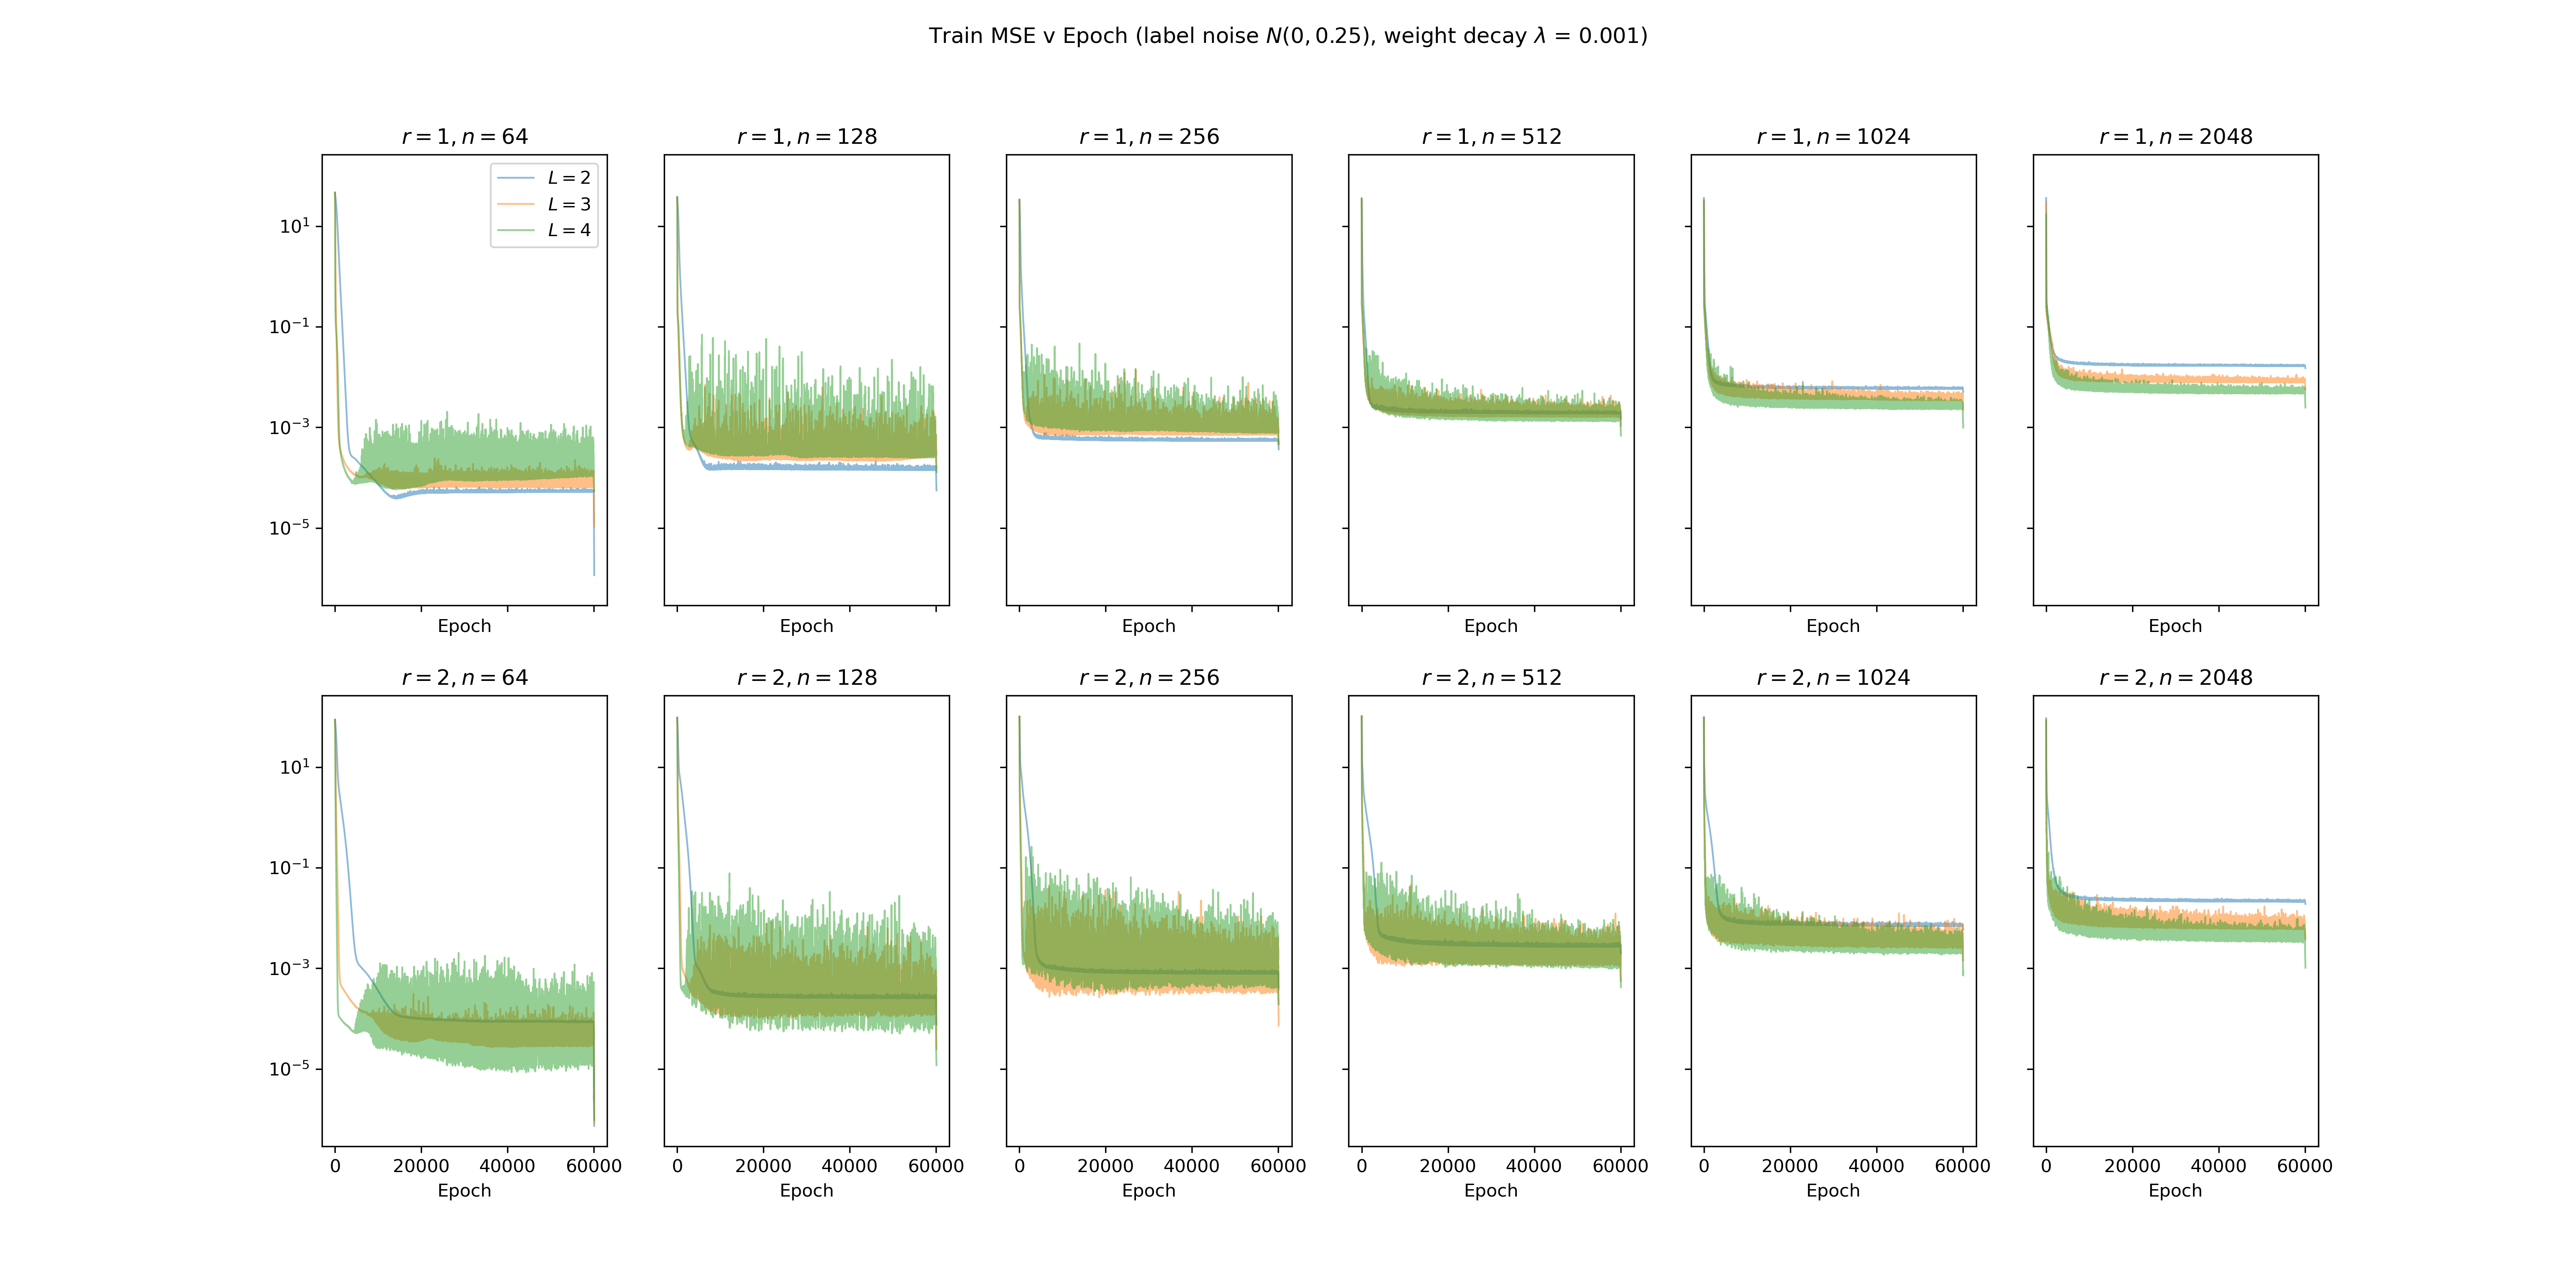 Train MSE v Epoch (label noise N(0, 0.25), weight decay λ = 0.001)
r = 1, n = 64
r = 1, n = 128
r = 1, n = 256
r = 1, n = 512
r = 1, n = 1024
r = 1, n = 2048
L = 2
L = 3
L = 4
10¹
10⁻¹
10⁻³
10⁻⁵
Epoch
Epoch
Epoch
Epoch
Epoch
Epoch
r = 2, n = 64
r = 2, n = 128
r = 2, n = 256
r = 2, n = 512
r = 2, n = 1024
r = 2, n = 2048
10¹
10⁻¹
10⁻³
10⁻⁵
0 20000 40000 60000
0 20000 40000 60000
0 20000 40000 60000
0 20000 40000 60000
0 20000 40000 60000
0 20000 40000 60000
Epoch
Epoch
Epoch
Epoch
Epoch
Epoch